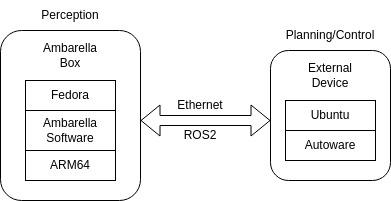 Perception
Ambarella
Box
Fedora
Ambarella
Software
ARM64
Ethernet
ROS2
Planning/Control
External
Device
Ubuntu
Autoware